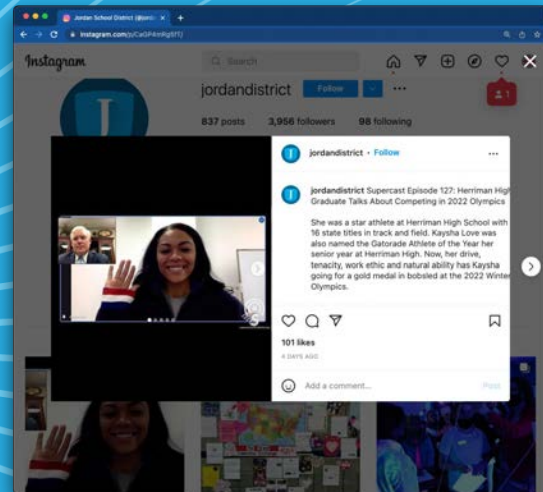 Jordan School District (@jorda
instagram.com/p/CaGP4mRg5fT/
Instagram
Search
jordandistrict Follow
1
837 posts 3,956 followers 98 following
jordandistrict • Follow
jordandistrict Supercast Episode 127: Herriman High
Graduate Talks About Competing in 2022 Olympics
She was a star athlete at Herriman High School with
16 state titles in track and field. Kaysha Love was
also named the Gatorade Athlete of the Year her
senior year at Herriman High. Now, her drive,
tenacity, work ethic and natural ability has Kaysha
going for a gold medal in bobsled at the 2022 Winter
Olympics.
101 likes
4 DAYS AGO
Add a comment...
Post